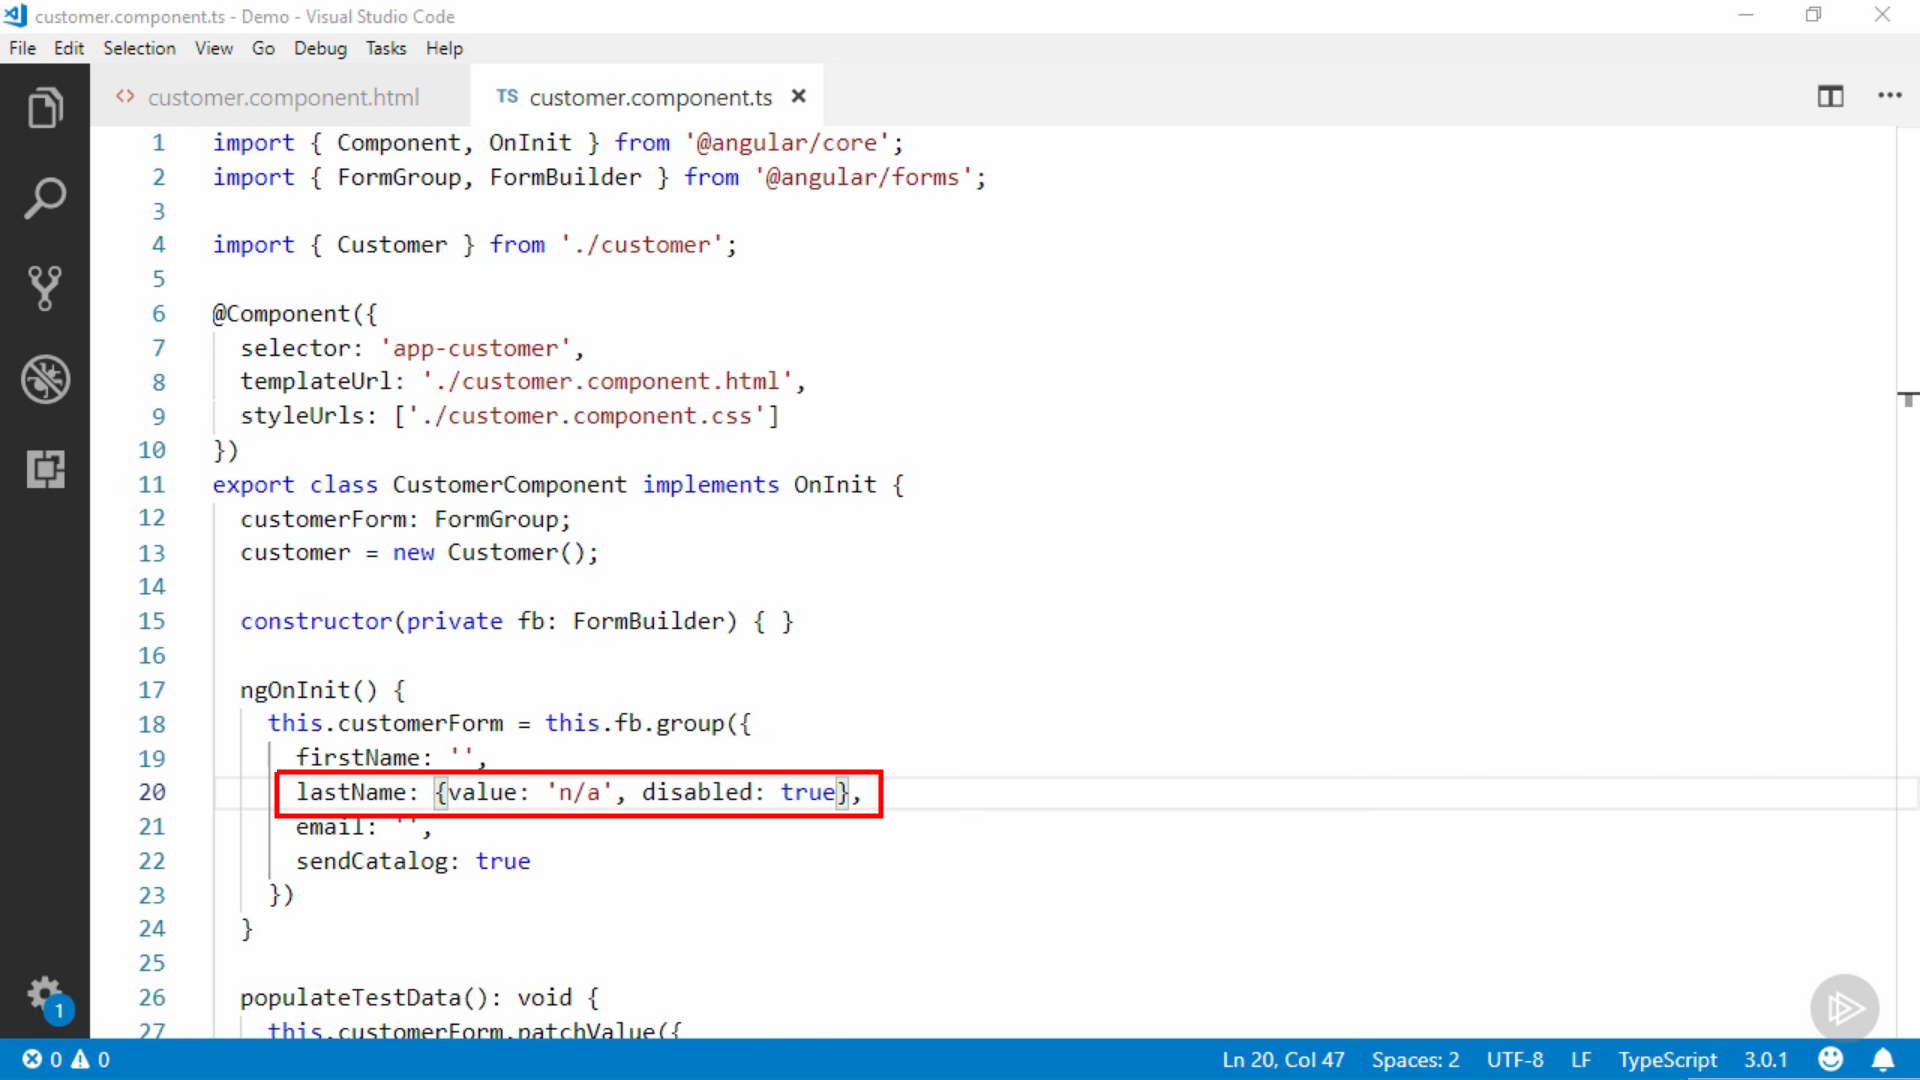 customer.component.ts - Demo - Visual Studio Code
File Edit Selection View Go Debug Tasks Help
<> customer.component.html TS customer.component.ts ×
1 import { Component, OnInit } from '@angular/core';
2 import { FormGroup, FormBuilder } from '@angular/forms';
3
4 import { Customer } from './customer';
5
6 @Component({
7 selector: 'app-customer',
8 templateUrl: './customer.component.html',
9 styleUrls: ['./customer.component.css']
10 })
11 export class CustomerComponent implements OnInit {
12 customerForm: FormGroup;
13 customer = new Customer();
14
15 constructor(private fb: FormBuilder) { }
16
17 ngOnInit() {
18 this.customerForm = this.fb.group({
19 firstName: '',
20 lastName: {value: 'n/a', disabled: true},
21 email: '',
22 sendCatalog: true
23 })
24 }
25
26 populateTestData(): void {
27 this.customerForm.patchValue({
1
0 0 Ln 20, Col 47 Spaces: 2 UTF-8 LF TypeScript 3.0.1